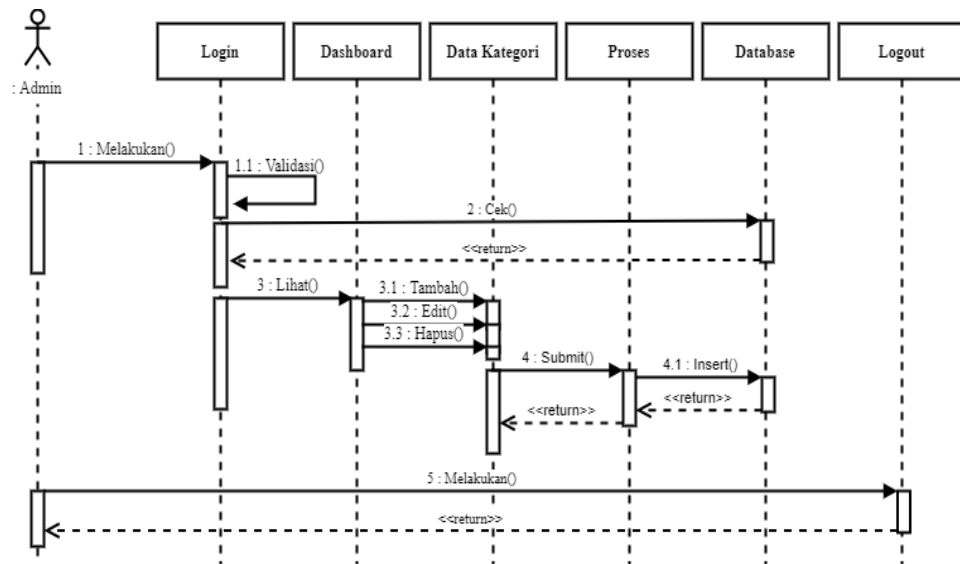 Login
Dashboard
Data Kategori
Proses
Database
Logout
: Admin
1 : Melakukan()
1.1 : Validasi()
2 : Cek()
<<return>>
3 : Lihat()
3.1 : Tambah()
3.2 : Edit()
3.3 : Hapus()
4 : Submit()
4.1 : Insert()
<<return>>
<<return>>
5 : Melakukan()
<<return>>